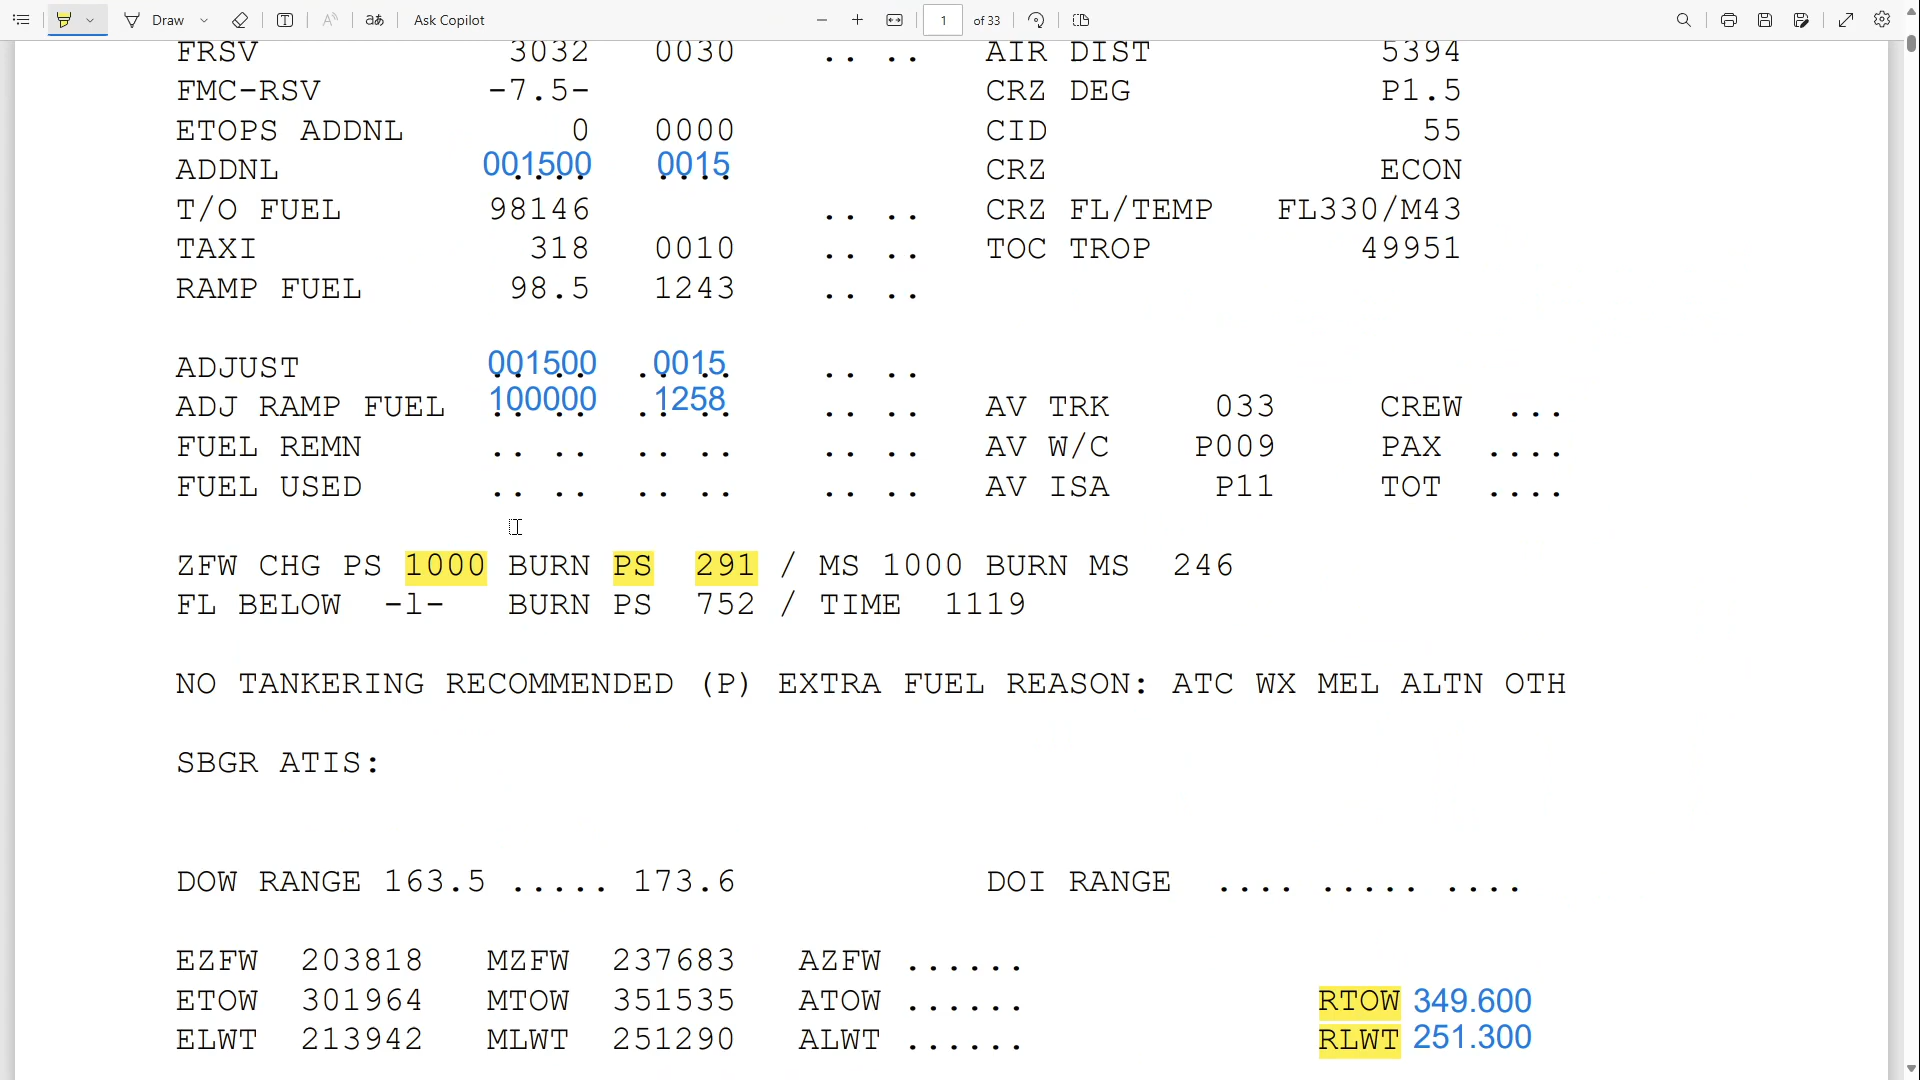 Draw aあ Ask Copilot 1 of 33
FRSV 3032 0030 .. .. AIR DIST 5394
FMC-RSV -7.5- CRZ DEG P1.5
ETOPS ADDNL 0 0000 CID 55
ADDNL 001500 0015 CRZ ECON
T/O FUEL 98146 .. .. CRZ FL/TEMP FL330/M43
TAXI 318 0010 .. .. TOC TROP 49951
RAMP FUEL 98.5 1243 .. ..
ADJUST 001500 .0015 .. ..
ADJ RAMP FUEL 100000 .1258 .. .. AV TRK 033 CREW ...
FUEL REMN .. .. .. .. .. .. AV W/C P009 PAX ....
FUEL USED .. .. .. .. .. .. AV ISA P11 TOT ....
ZFW CHG PS 1000 BURN PS 291 / MS 1000 BURN MS 246
FL BELOW -l- BURN PS 752 / TIME 1119
NO TANKERING RECOMMENDED (P) EXTRA FUEL REASON: ATC WX MEL ALTN OTH
SBGR ATIS:
DOW RANGE 163.5 ..... 173.6 DOI RANGE .... ..... ....
EZFW 203818 MZFW 237683 AZFW ......
ETOW 301964 MTOW 351535 ATOW ...... RTOW 349.600
ELWT 213942 MLWT 251290 ALWT ...... RLWT 251.300